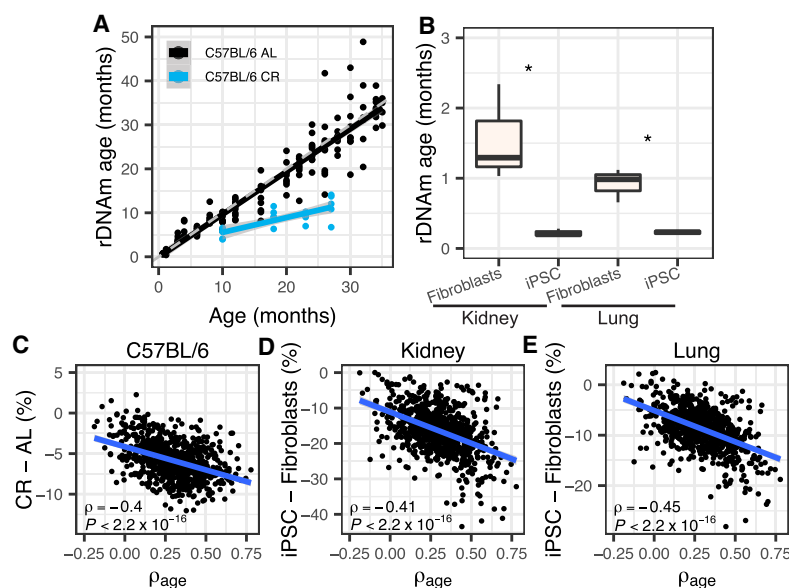 A
rDNAm age (months)
50
40
30
20
10
0
C57BL/6 AL
C57BL/6 CR
0
10
20
30
Age (months)
B
rDNAm age (months)
3
2
1
0
*
*
Fibroblasts
iPSC
Fibroblasts
iPSC
Kidney
Lung
C
C57BL/6
CR − AL (%)
5
0
−5
−10
ρ = −0.4
P < 2.2 x 10⁻¹⁶
−0.25
0.00
0.25
0.50
0.75
ρage
D
Kidney
iPSC − Fibroblasts (%)
0
−10
−20
−30
−40
ρ = −0.41
P < 2.2 x 10⁻¹⁶
−0.25
0.00
0.25
0.50
0.75
ρage
E
Lung
iPSC − Fibroblasts (%)
0
−10
−20
ρ = −0.45
P < 2.2 x 10⁻¹⁶
−0.25
0.00
0.25
0.50
0.75
ρage